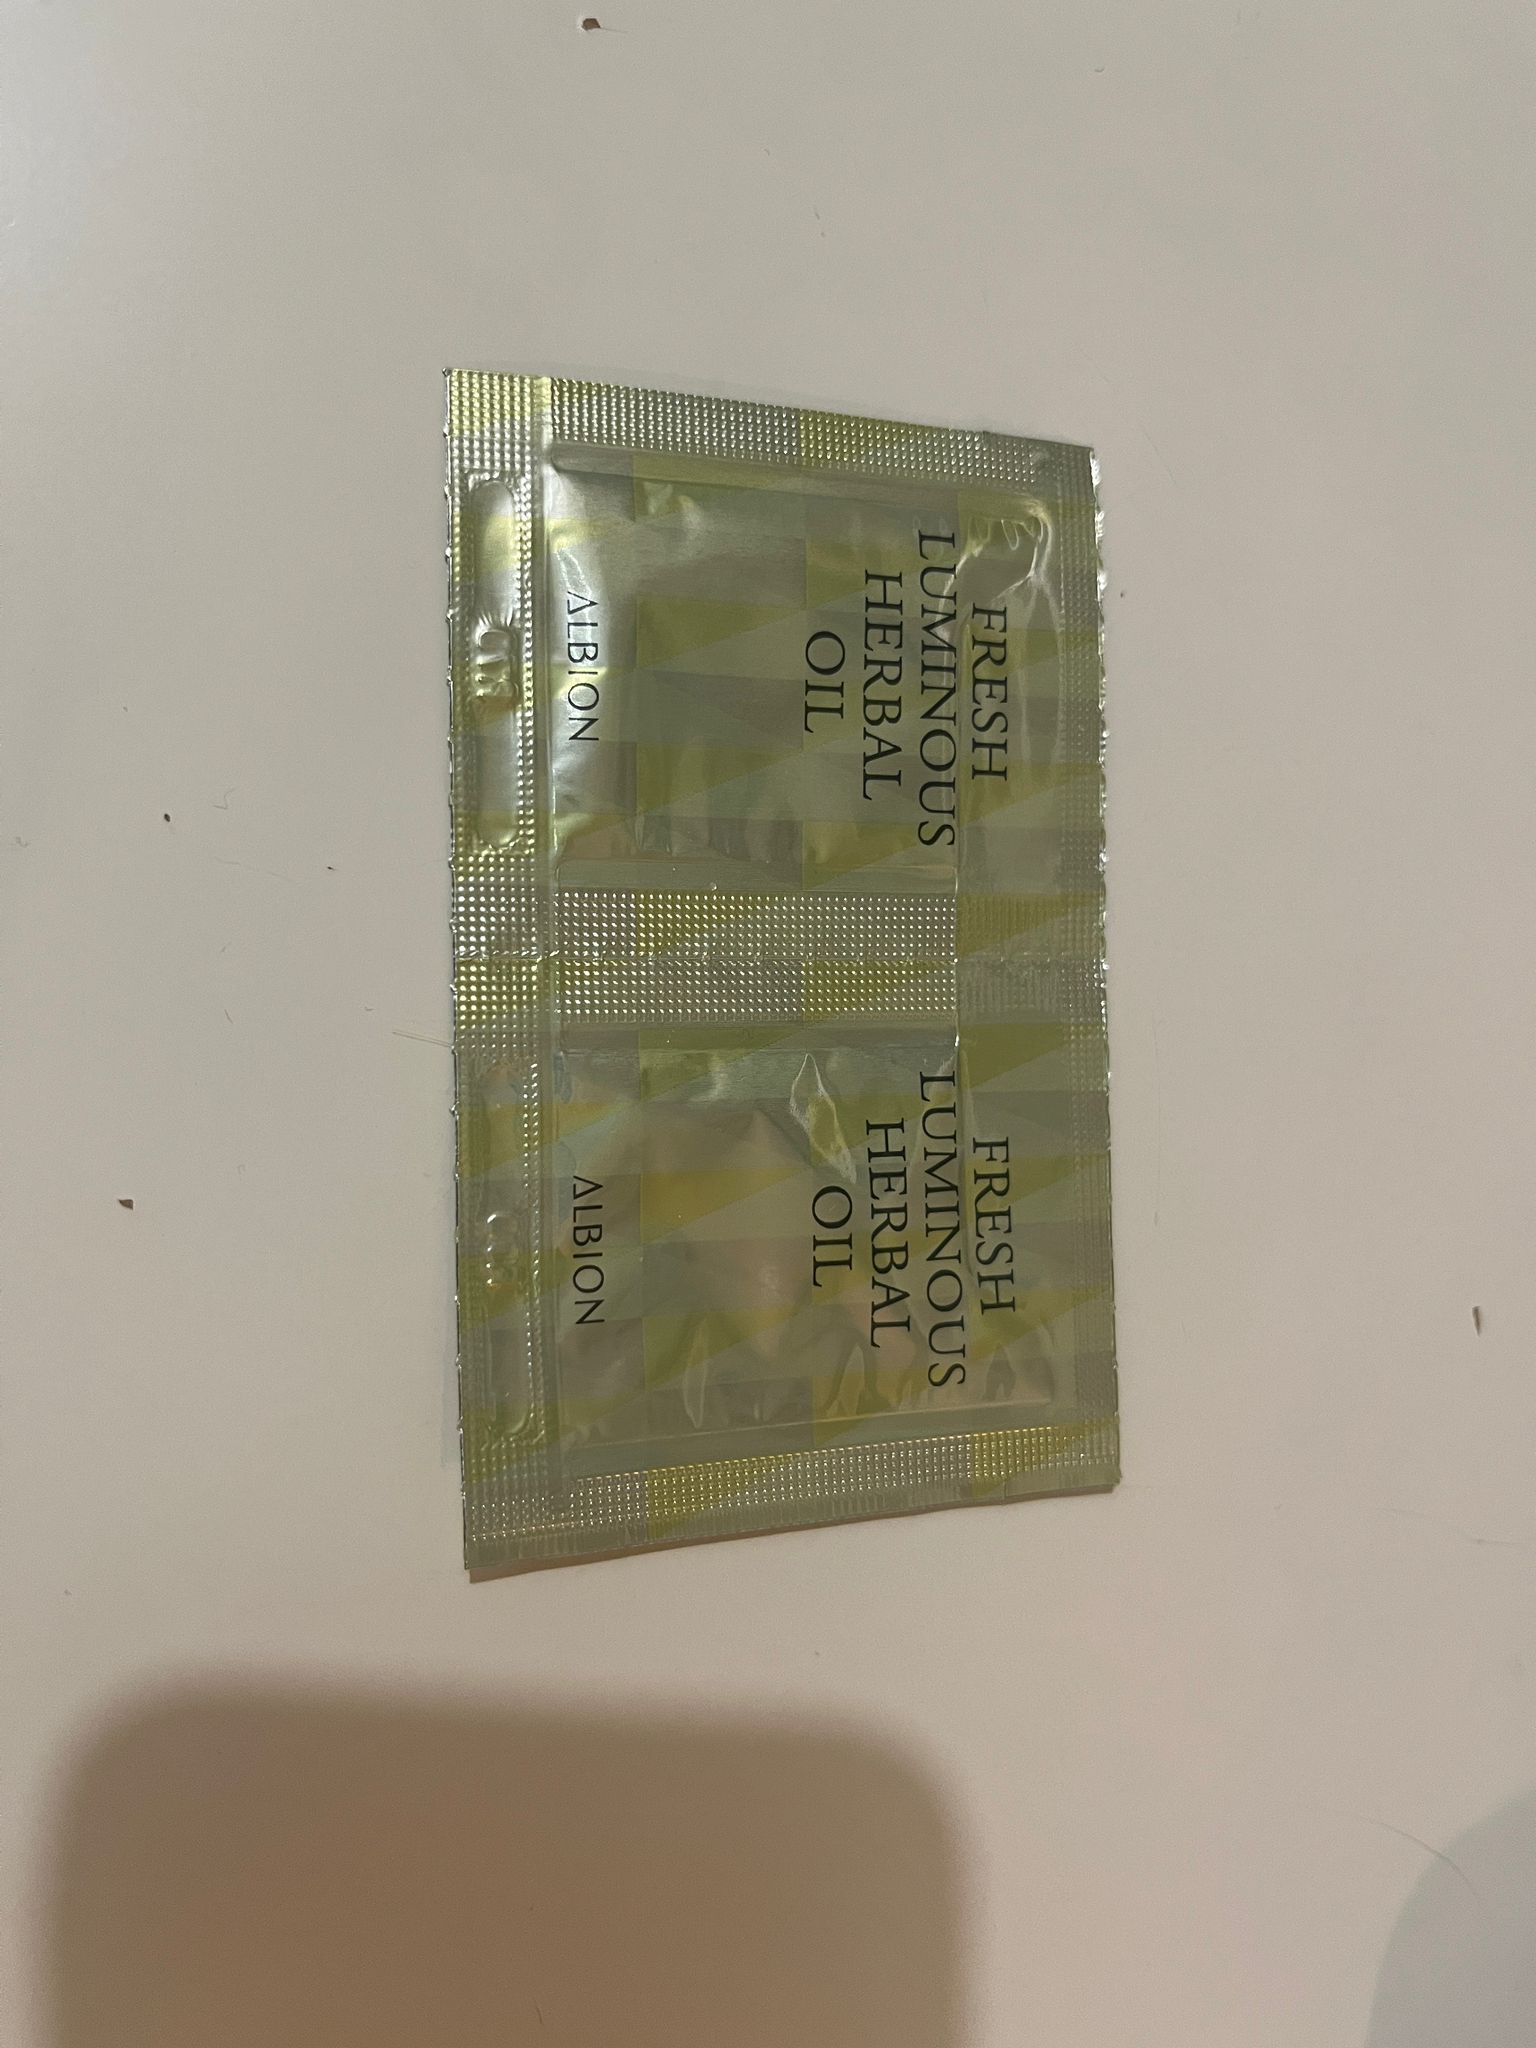 FRESH
LUMINOUS
HERBAL
OIL
ALBION
FRESH
LUMINOUS
HERBAL
OIL
ALBION